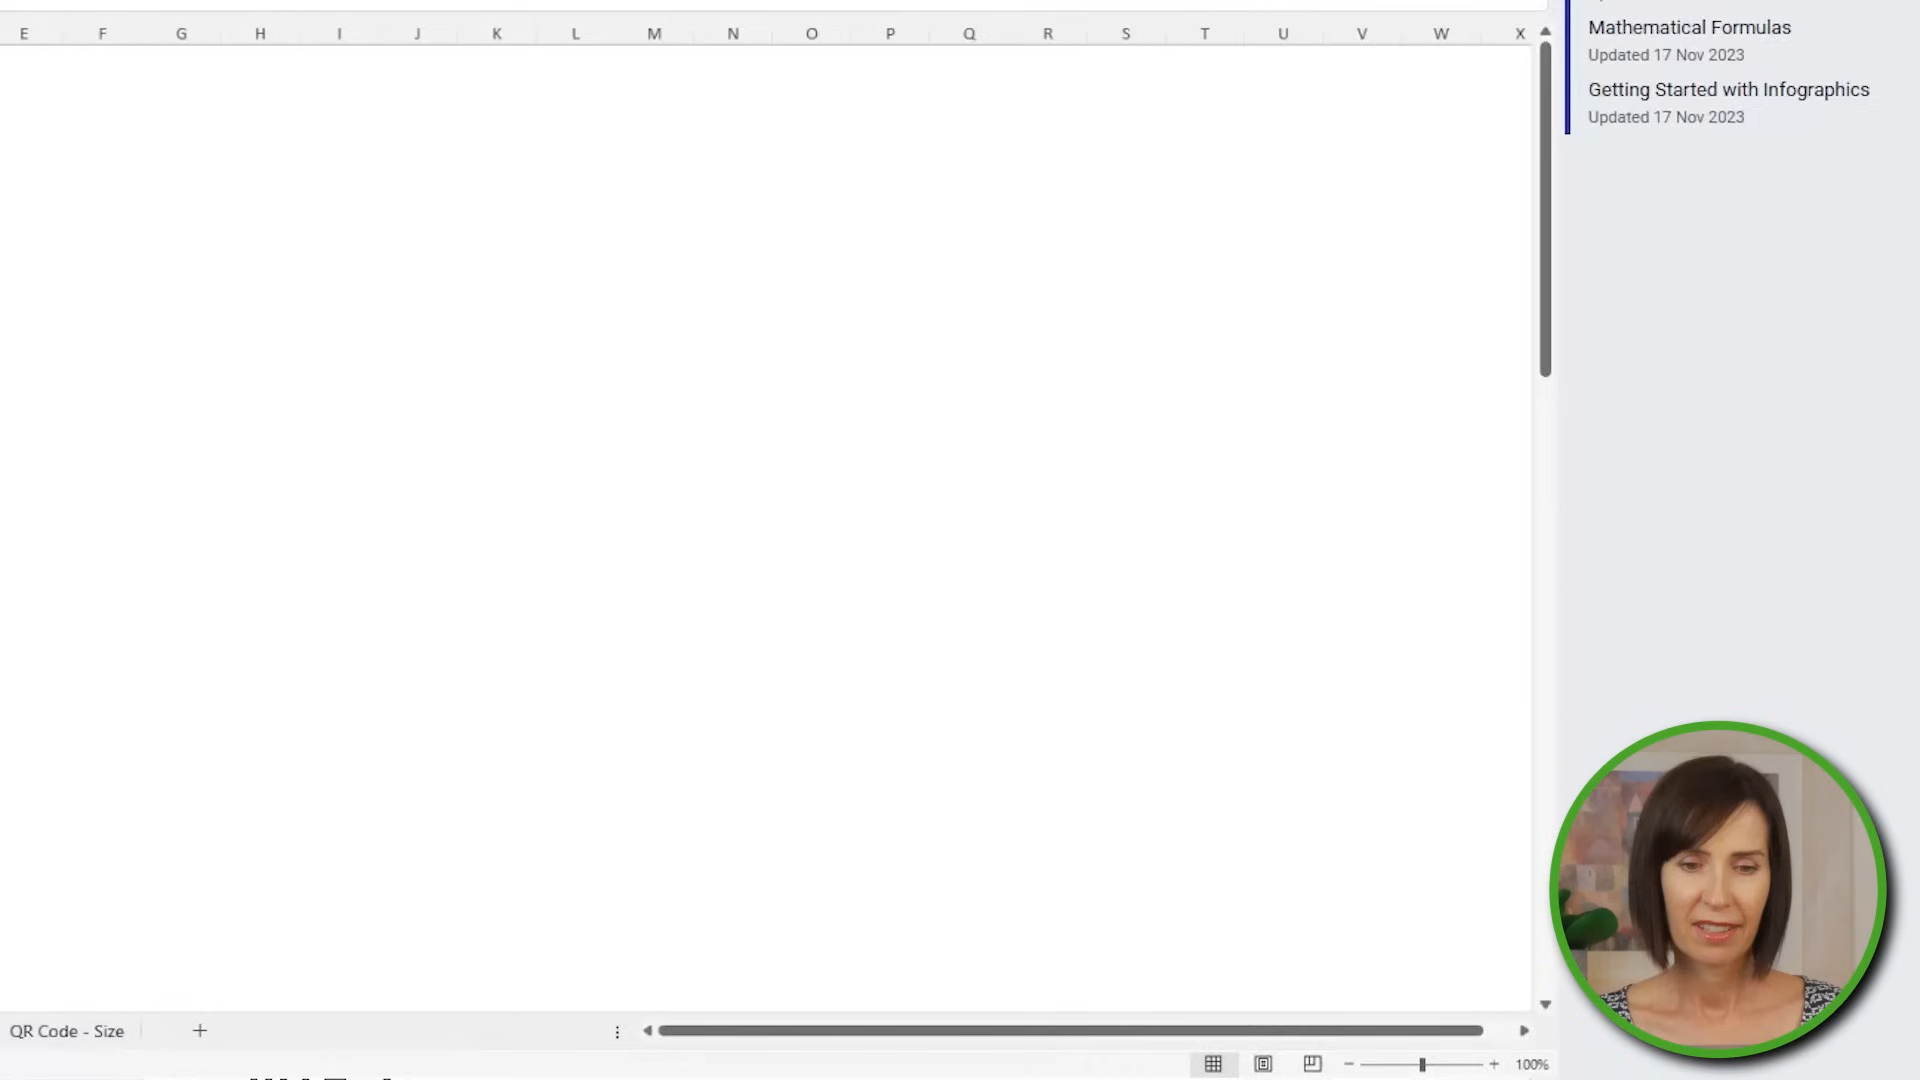 E F G H I J K L M N O P Q R S T U V W X
Mathematical Formulas
Updated 17 Nov 2023
Getting Started with Infographics
Updated 17 Nov 2023
QR Code - Size
100%